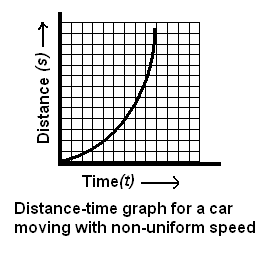 Distance (s)
Time(t)
Distance-time graph for a car
moving with non-uniform speed